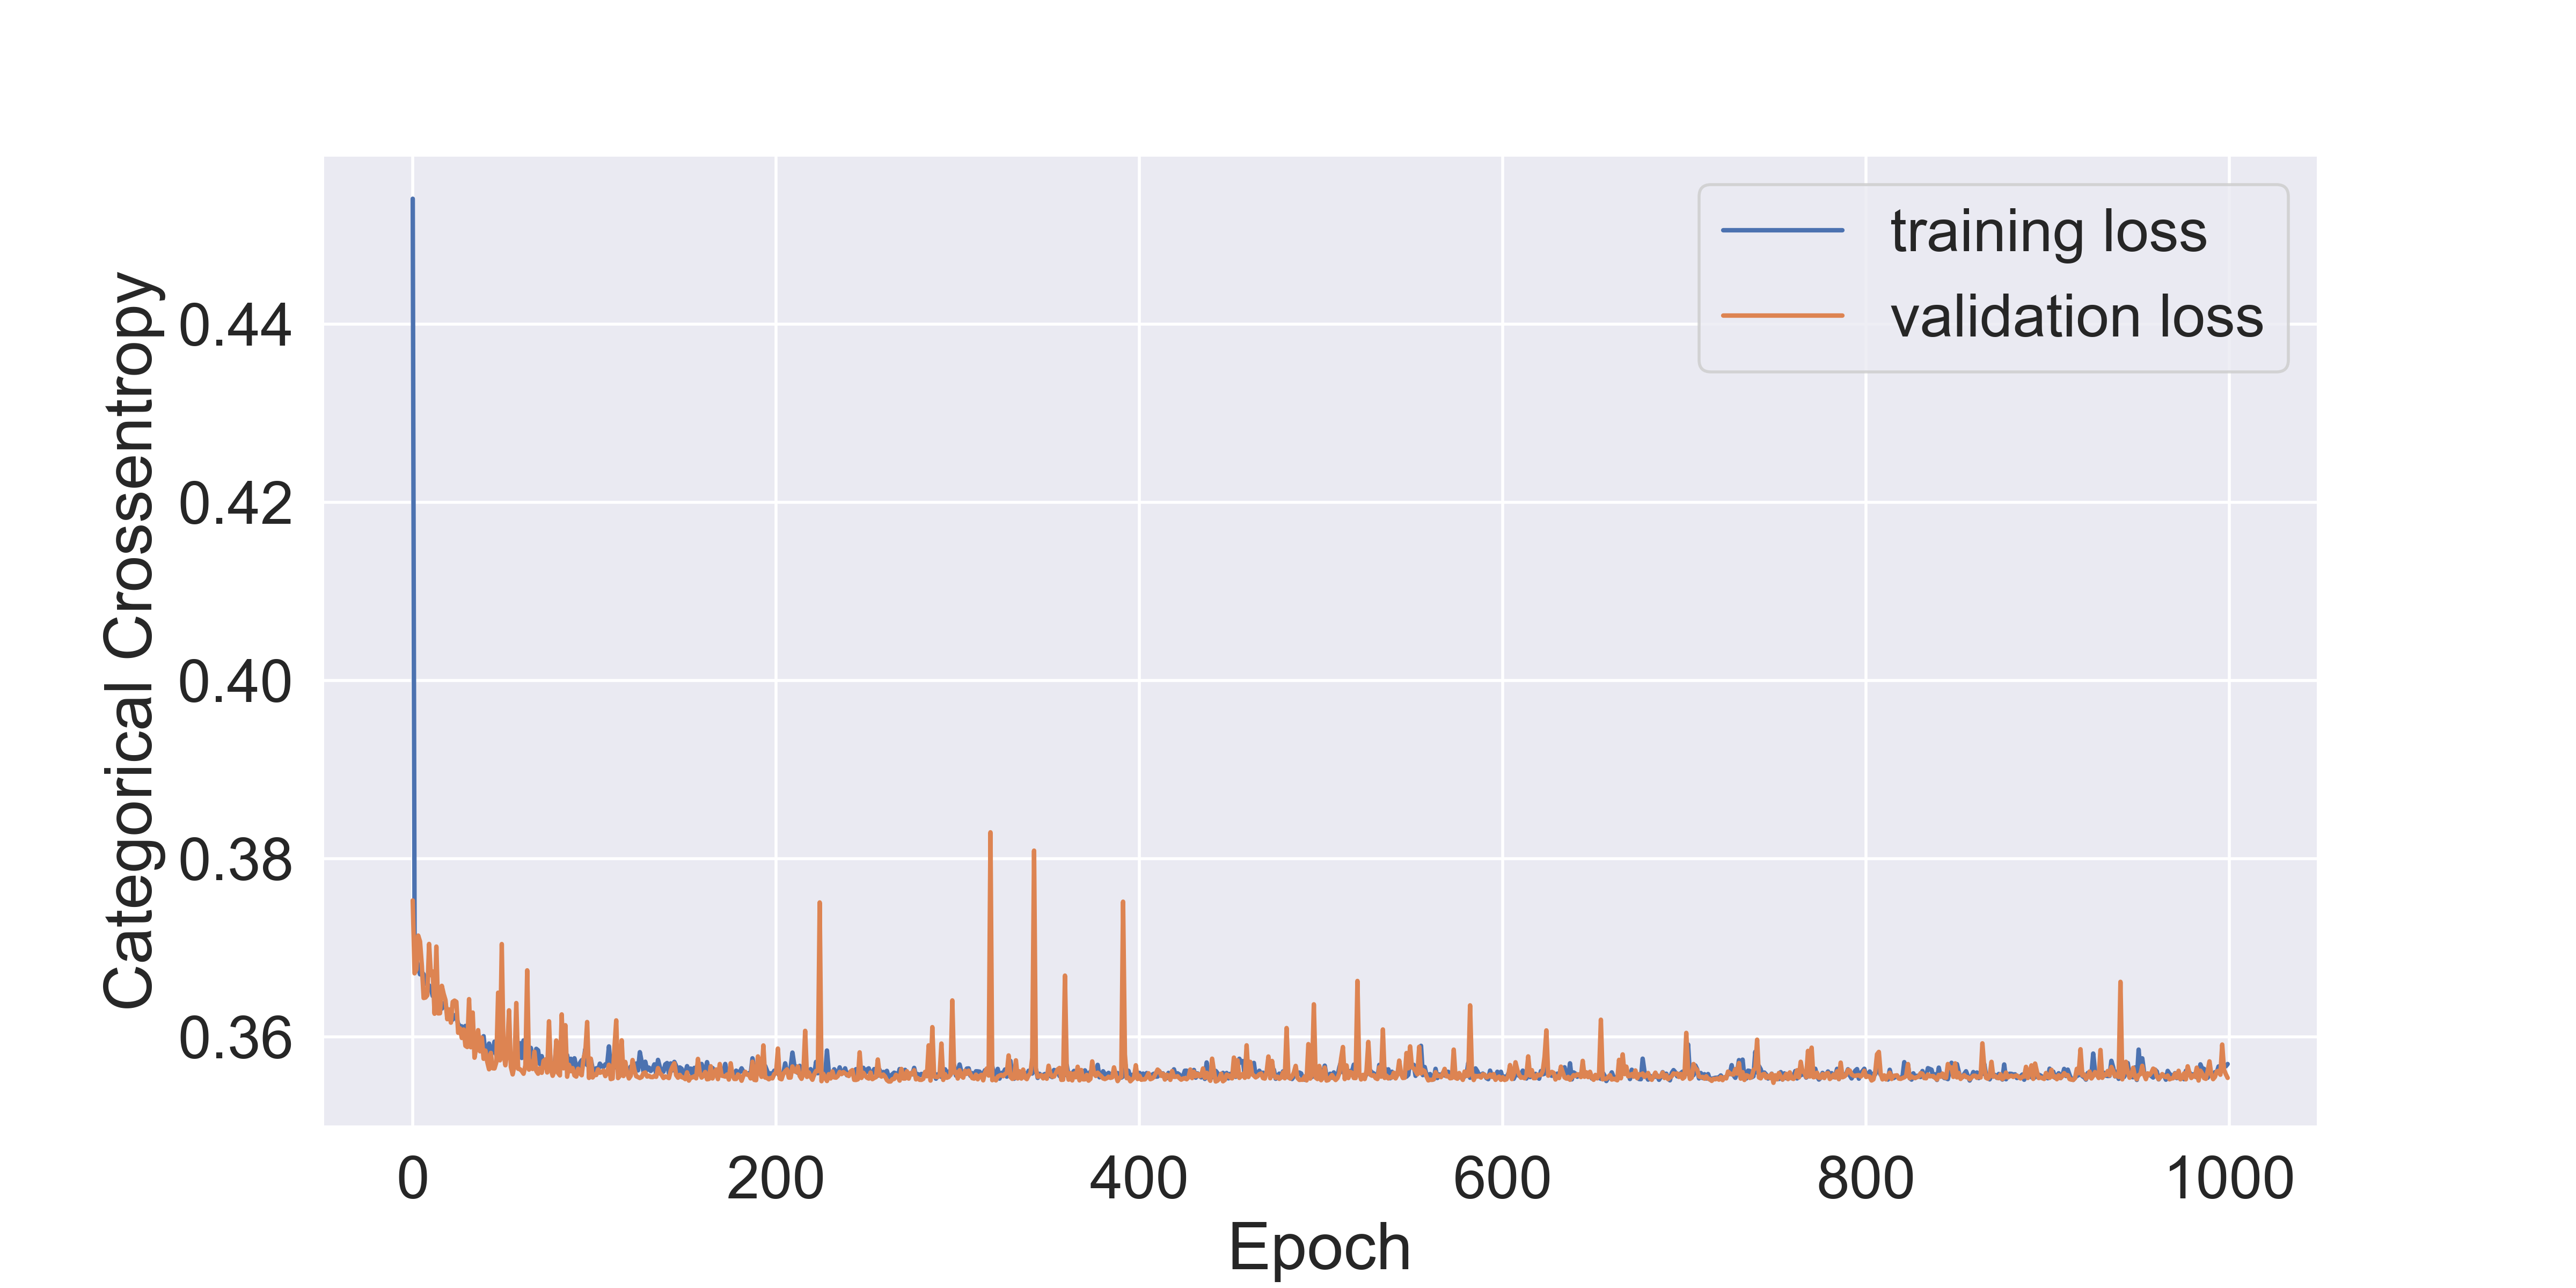 training loss
validation loss
Categorical Crossentropy
0.44
0.42
0.40
0.38
0.36
0
200
400
600
800
1000
Epoch